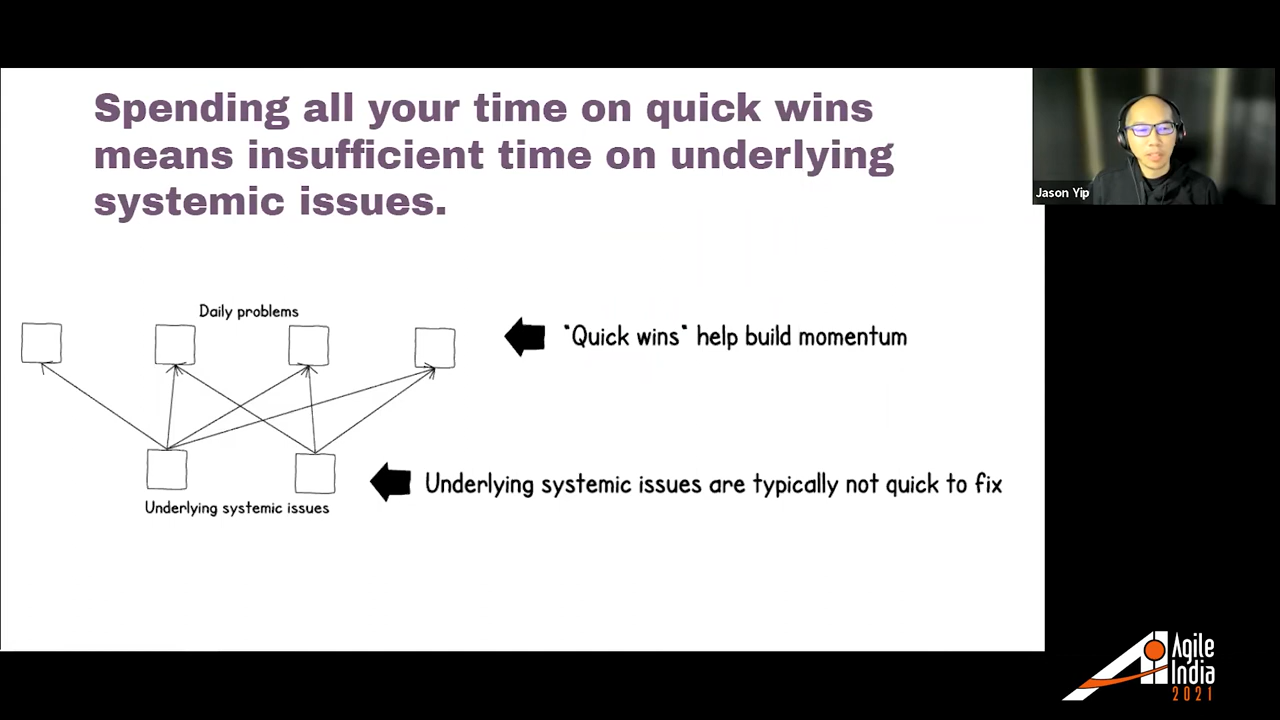 Spending all your time on quick wins
means insufficient time on underlying
systemic issues.
Jason Yip
Daily problems
"Quick wins" help build momentum
Underlying systemic issues are typically not quick to fix
Underlying systemic issues
Agile
India
2021